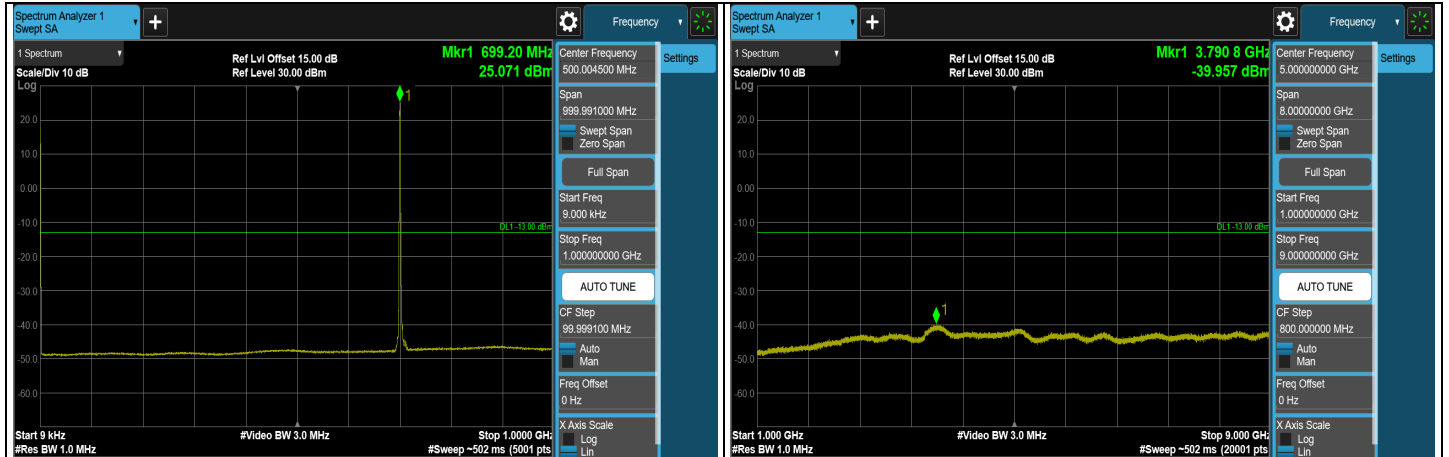 Spectrum Analyzer 1
Swept SA
+
Frequency
1 Spectrum
Scale/Div 10 dB
Log
Ref Lvl Offset 15.00 dB
Ref Level 30.00 dBm
Mkr1 699.20 MHz
25.071 dBm
1
20.0
10.0
0.00
-10.0
-20.0
-30.0
-40.0
-50.0
-60.0
DL1 -13.00 dBm
Start 9 kHz
#Res BW 1.0 MHz
#Video BW 3.0 MHz
Stop 1.0000 GHz
#Sweep ~502 ms (5001 pts
Center Frequency
500.004500 MHz
Span
999.991000 MHz
Swept Span
Zero Span
Full Span
Start Freq
9.000 kHz
Stop Freq
1.000000000 GHz
AUTO TUNE
CF Step
99.999100 MHz
Auto
Man
Freq Offset
0 Hz
X Axis Scale
Log
Lin
Settings
Spectrum Analyzer 1
Swept SA
+
Frequency
1 Spectrum
Scale/Div 10 dB
Log
Ref Lvl Offset 15.00 dB
Ref Level 30.00 dBm
Mkr1 3.790 8 GHz
-39.957 dBm
1
20.0
10.0
0.00
-10.0
-20.0
-30.0
-40.0
-50.0
-60.0
DL1 -13.00 dBm
Start 1.000 GHz
#Res BW 1.0 MHz
#Video BW 3.0 MHz
Stop 9.000 GHz
#Sweep ~502 ms (20001 pts
Center Frequency
5.000000000 GHz
Span
8.00000000 GHz
Swept Span
Zero Span
Full Span
Start Freq
1.000000000 GHz
Stop Freq
9.000000000 GHz
AUTO TUNE
CF Step
800.000000 MHz
Auto
Man
Freq Offset
0 Hz
X Axis Scale
Log
Lin
Settings